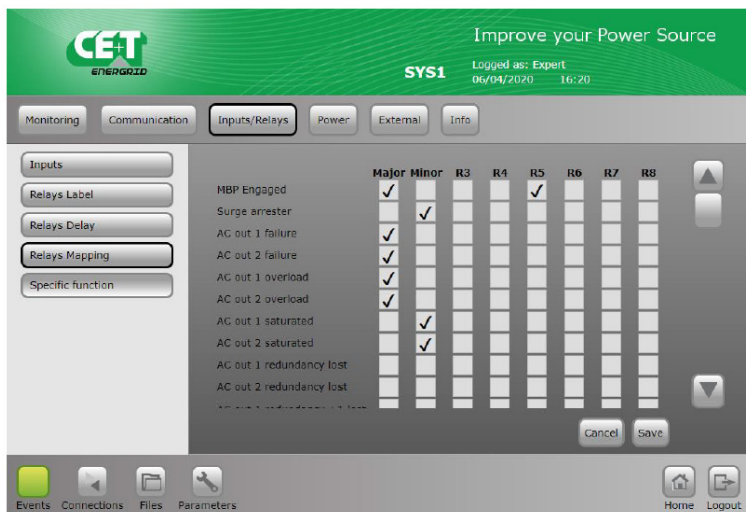 CE+T
ENERGRID
Improve your Power Source
SYS1
Logged as: Expert
06/04/2020 16:20
Monitoring Communication Inputs/Relays Power External Info
Inputs
Relays Label
Relays Delay
Relays Mapping
Specific function
Major Minor R3 R4 R5 R6 R7 R8
MBP Engaged
Surge arrester
AC out 1 failure
AC out 2 failure
AC out 1 overload
AC out 2 overload
AC out 1 saturated
AC out 2 saturated
AC out 1 redundancy lost
AC out 2 redundancy lost
Cancel Save
Events Connections Files Parameters Home Logout